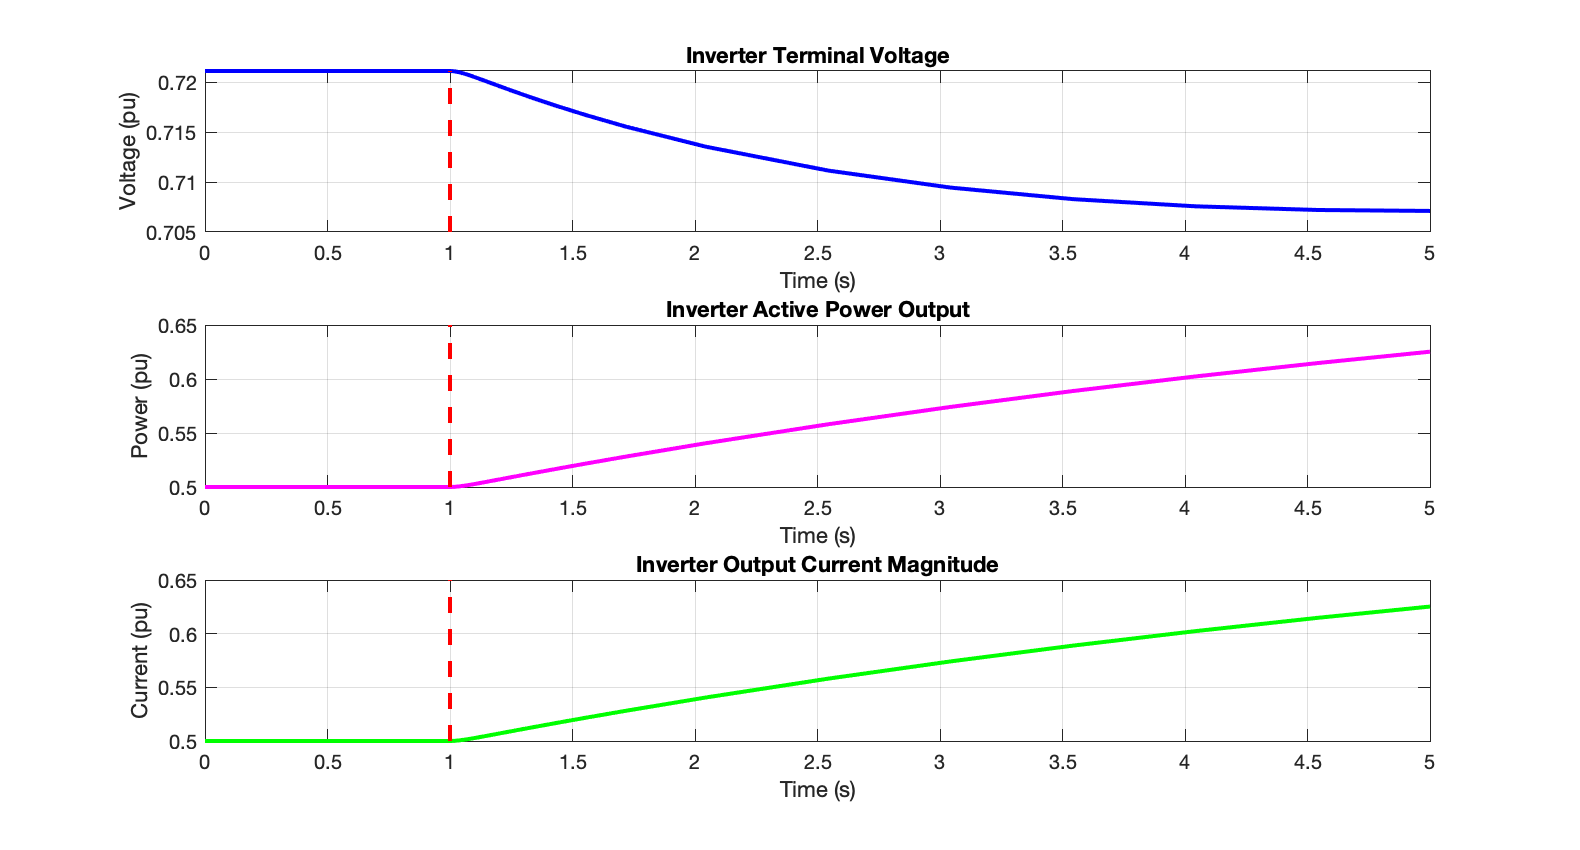 Inverter Terminal Voltage
Voltage (pu)
0.72
0.715
0.71
0.705
0 0.5 1 1.5 2 2.5 3 3.5 4 4.5 5
Time (s)
Inverter Active Power Output
Power (pu)
0.65
0.6
0.55
0.5
0 0.5 1 1.5 2 2.5 3 3.5 4 4.5 5
Time (s)
Inverter Output Current Magnitude
Current (pu)
0.65
0.6
0.55
0.5
0 0.5 1 1.5 2 2.5 3 3.5 4 4.5 5
Time (s)